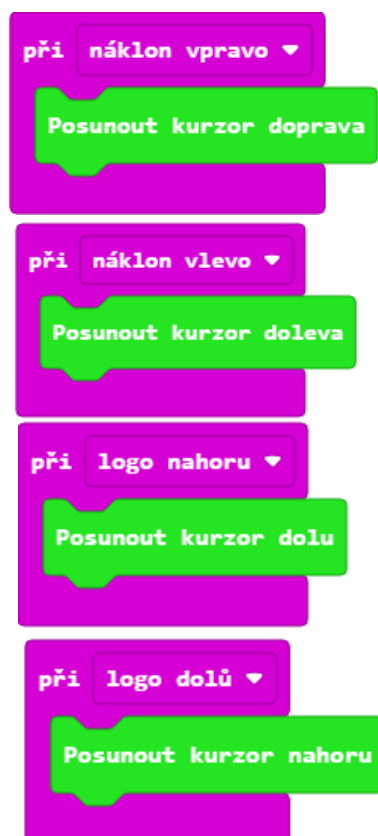 při náklon vpravo
Posunout kurzor doprava
při náklon vlevo
Posunout kurzor doleva
při logo nahoru
Posunout kurzor dolu
při logo dolů
Posunout kurzor nahoru